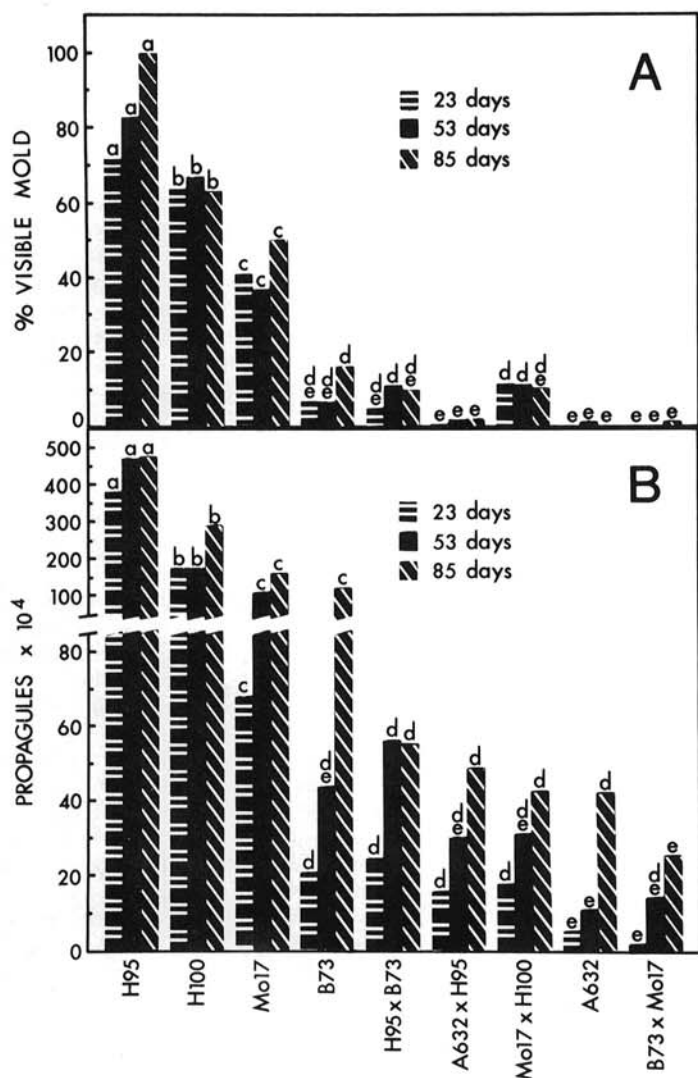 A
% VISIBLE MOLD
100
80
60
40
20
0
23 days
53 days
85 days
a a a
b b b
c c c
d e d e d
d e d d e
e e e
d d d e
e e e
e e e
B
PROPAGULES x 10⁴
500
400
300
200
100
80
60
40
20
0
23 days
53 days
85 days
a a a
b b b
c c c
d d e c
d d d
d d e d
d d e d
e e d
e d e e
H95
H100
Mo17
B73
H95 x B73
A632 x H95
Mo17 x H100
A632
B73 x Mo17